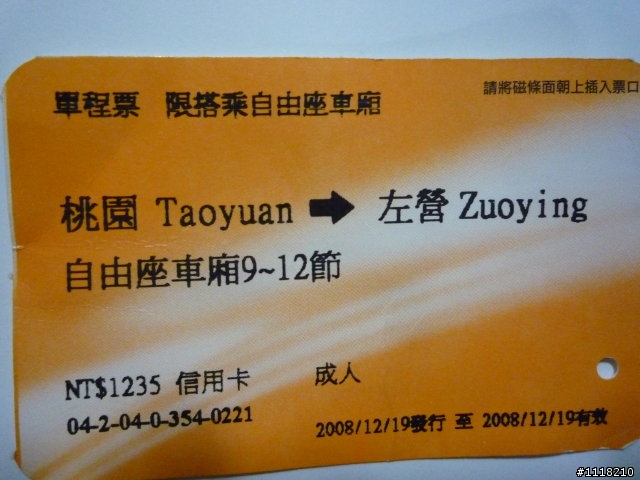 單程票 限搭乘自由座車廂
請將磁條面朝上插入票口
桃園 Taoyuan → 左營 Zuoying
自由座車廂9~12節
NT$1235 信用卡 成人
04-2-04-0-354-0221
2008/12/19發行 至 2008/12/19有效
#1118210